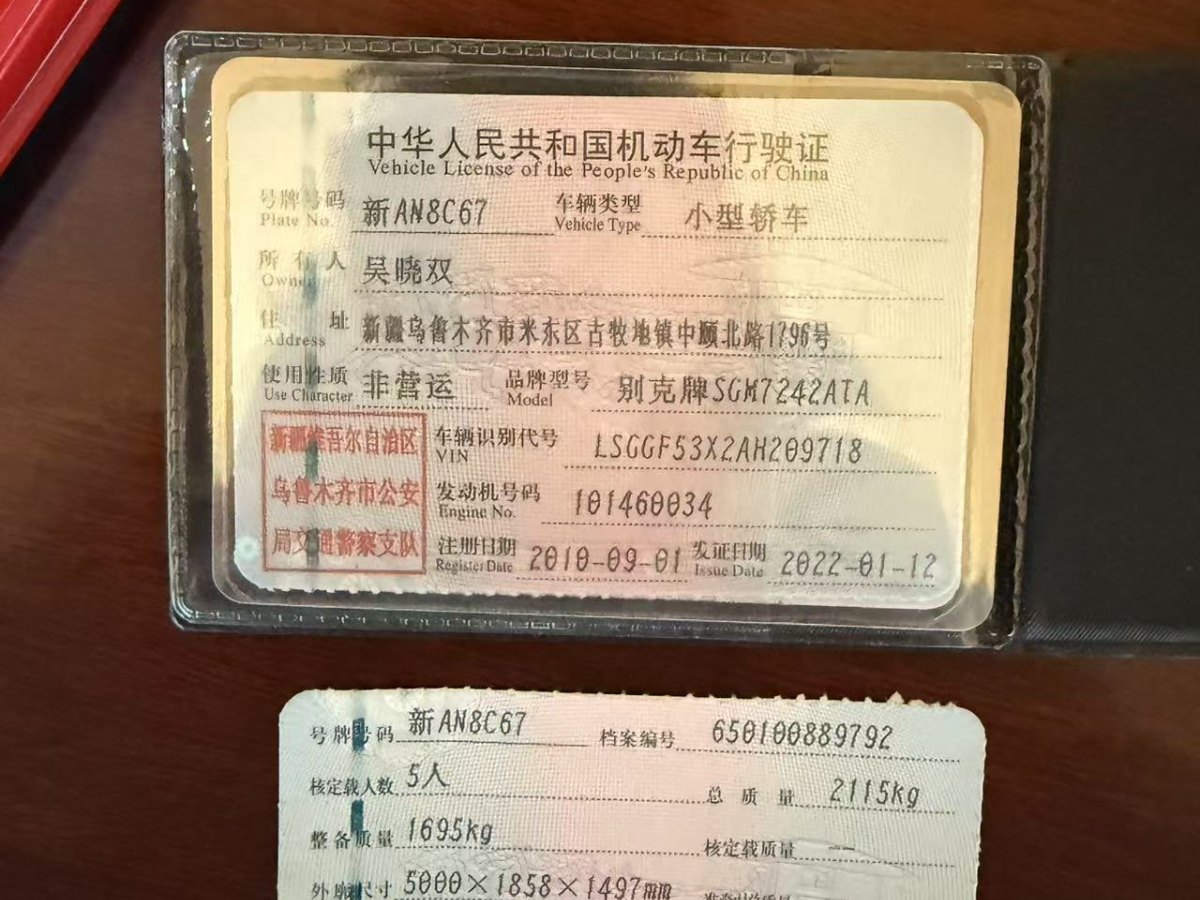 中华人民共和国机动车行驶证
Vehicle License of the People's Republic of China
号牌号码 新AN8C67 车辆类型 小型轿车
Plate No. Vehicle Type
所有人 吴晓双
Owner
住址 新疆乌鲁木齐市米东区古牧地镇中颐北路1796号
Address
使用性质 非营运 品牌型号 别克牌SGM7242ATA
Use Character Model
新疆维吾尔自治区
乌鲁木齐市公安
局交通警察支队
车辆识别代号 LSGGF53X2AH209718
VIN
发动机号码 101460034
Engine No.
注册日期 2010-09-01 发证日期 2022-01-12
Register Date Issue Date
号牌号码 新AN8C67 档案编号 650100889792
核定载人数 5人 总质量 2115kg
整备质量 1695kg 核定载质量 --
外廓尺寸 5000×1858×1497mm